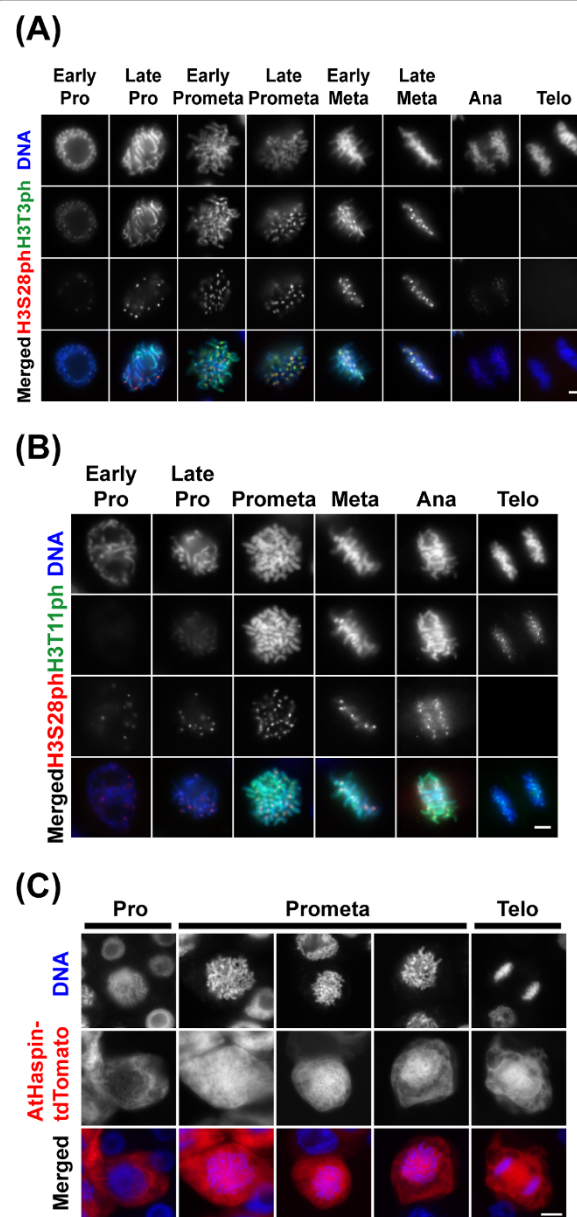 (A)
Early Pro
Late Pro
Early Prometa
Late Prometa
Early Meta
Late Meta
Ana
Telo
DNA
H3T3ph
H3S28ph
Merged
(B)
Early Pro
Late Pro
Prometa
Meta
Ana
Telo
DNA
H3T11ph
H3S28ph
Merged
(C)
Pro
Prometa
Telo
DNA
AtHaspin-
tdTomato
Merged